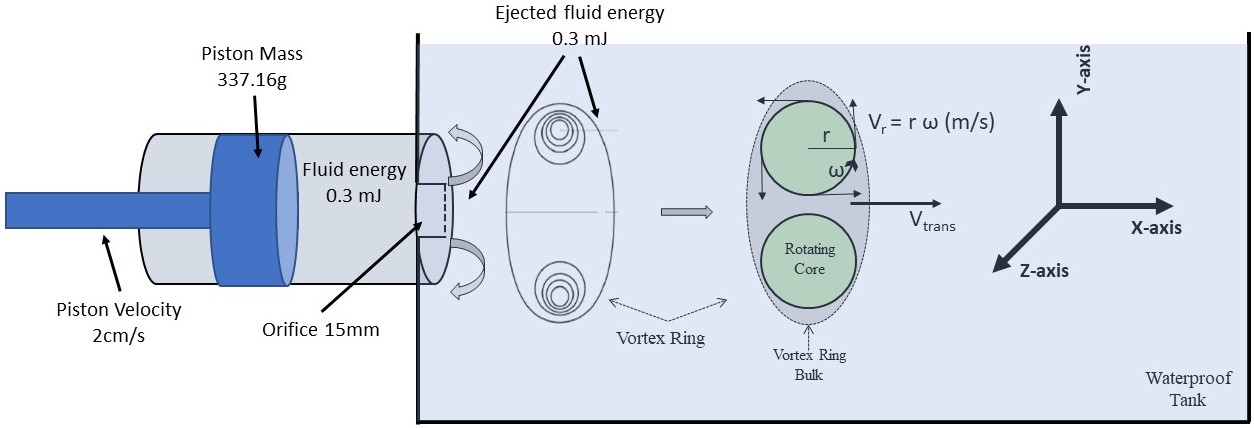 Ejected fluid energy
0.3 mJ
Piston Mass
337.16g
Fluid energy
0.3 mJ
Piston Velocity
2cm/s
Orifice 15mm
Vortex Ring
r
ω
Vr = r ω (m/s)
Vtrans
Rotating
Core
Vortex Ring
Bulk
Y-axis
X-axis
Z-axis
Waterproof
Tank